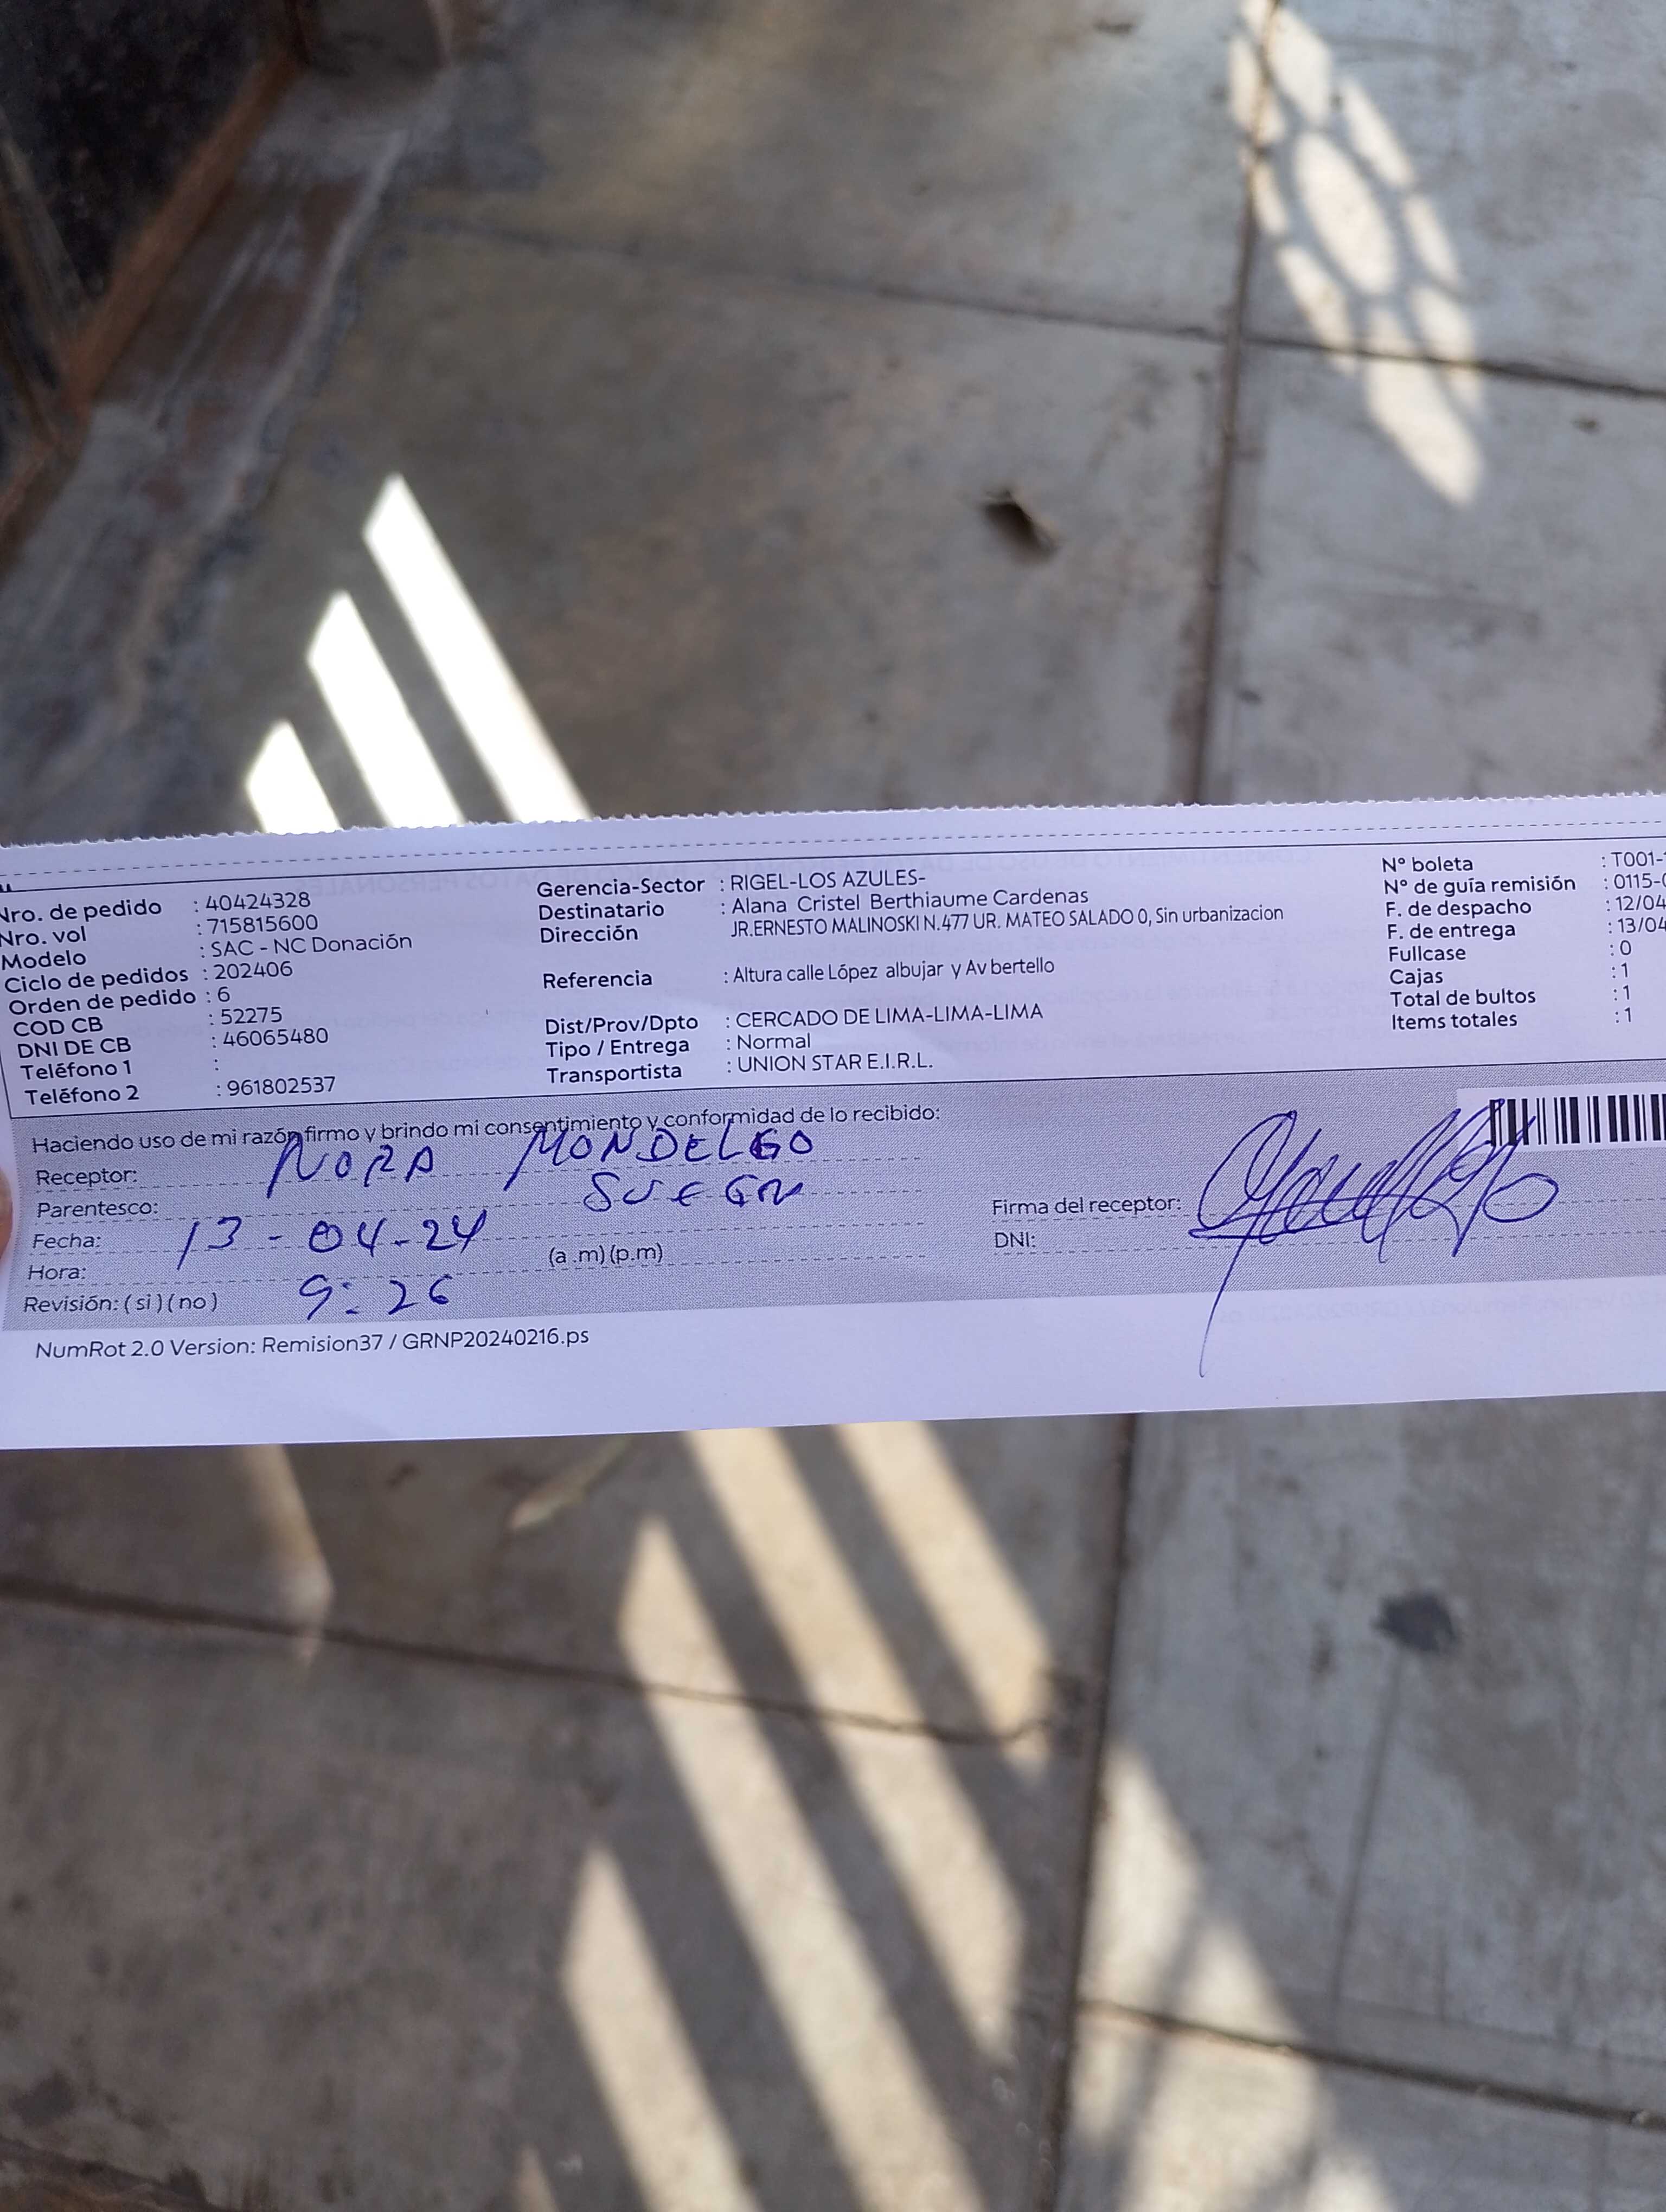 Nro. de pedido : 40424328
Nro. vol : 715815600
Modelo : SAC - NC Donación
Ciclo de pedidos : 202406
Orden de pedido : 6
COD CB : 52275
DNI DE CB : 46065480
Teléfono 1 :
Teléfono 2 : 961802537
Gerencia-Sector : RIGEL-LOS AZULES-
Destinatario : Alana Cristel Berthiaume Cardenas
Dirección JR.ERNESTO MALINOSKI N.477 UR. MATEO SALADO 0, Sin urbanizacion
Referencia : Altura calle López albujar y Av bertello
Dist/Prov/Dpto : CERCADO DE LIMA-LIMA-LIMA
Tipo / Entrega : Normal
Transportista : UNION STAR E.I.R.L.
N° boleta : T001-
N° de guía remisión : 0115-
F. de despacho : 12/04
F. de entrega : 13/04
Fullcase : 0
Cajas : 1
Total de bultos : 1
Items totales : 1
Haciendo uso de mi razón firmo y brindo mi consentimiento y conformidad de lo recibido:
Receptor: NORA MONDELGO
Parentesco: SUEGRA
Fecha: 13-04-24
Hora: 9:26 (a .m) (p.m)
Revisión: ( si ) ( no )
Firma del receptor:
DNI:
NumRot 2.0 Version: Remision37 / GRNP20240216.ps